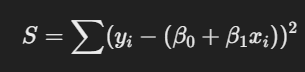 S = ∑(yᵢ − (β₀ + β₁xᵢ))²